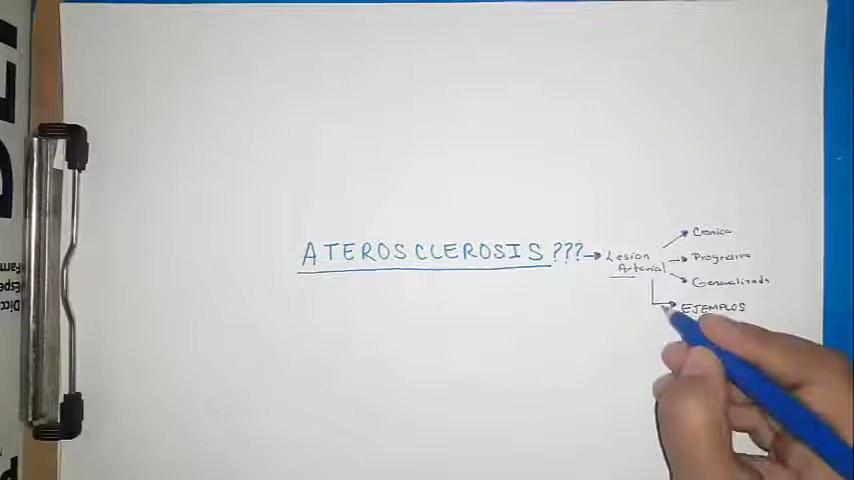 ATEROSCLEROSIS ???
Lesion
Arterial
Cronica
Progresiva
Generalizada
EJEMPLOS